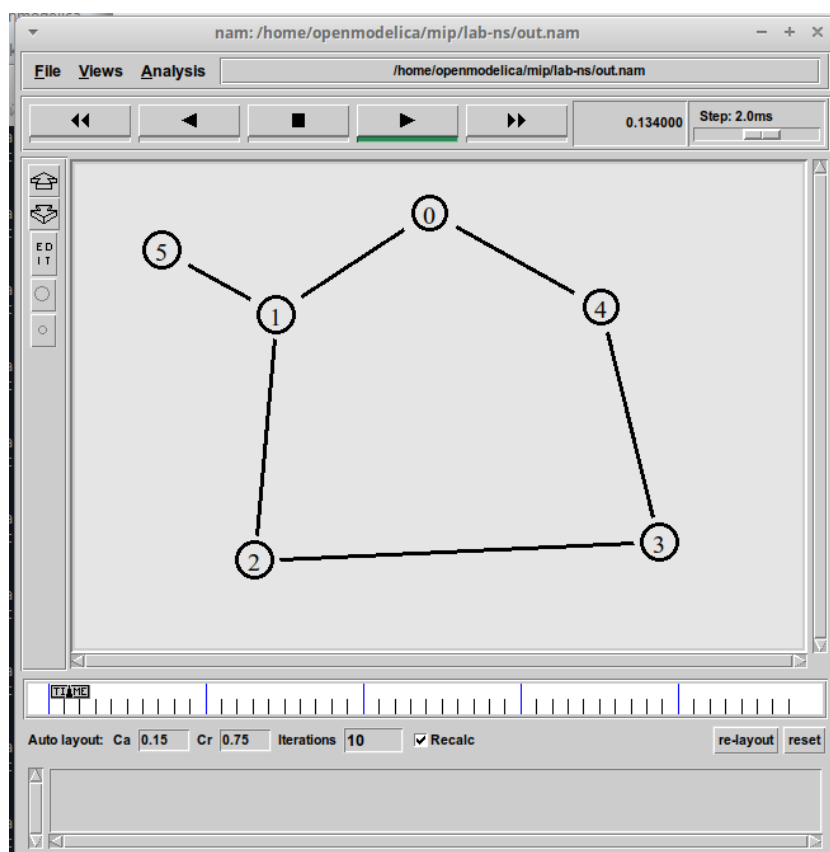 nam: /home/openmodelica/mip/lab-ns/out.nam
File Views Analysis /home/openmodelica/mip/lab-ns/out.nam
0.134000 Step: 2.0ms
E D
I T
0
5
4
1
3
2
TIME
Auto layout: Ca 0.15 Cr 0.75 Iterations 10 Recalc re-layout reset